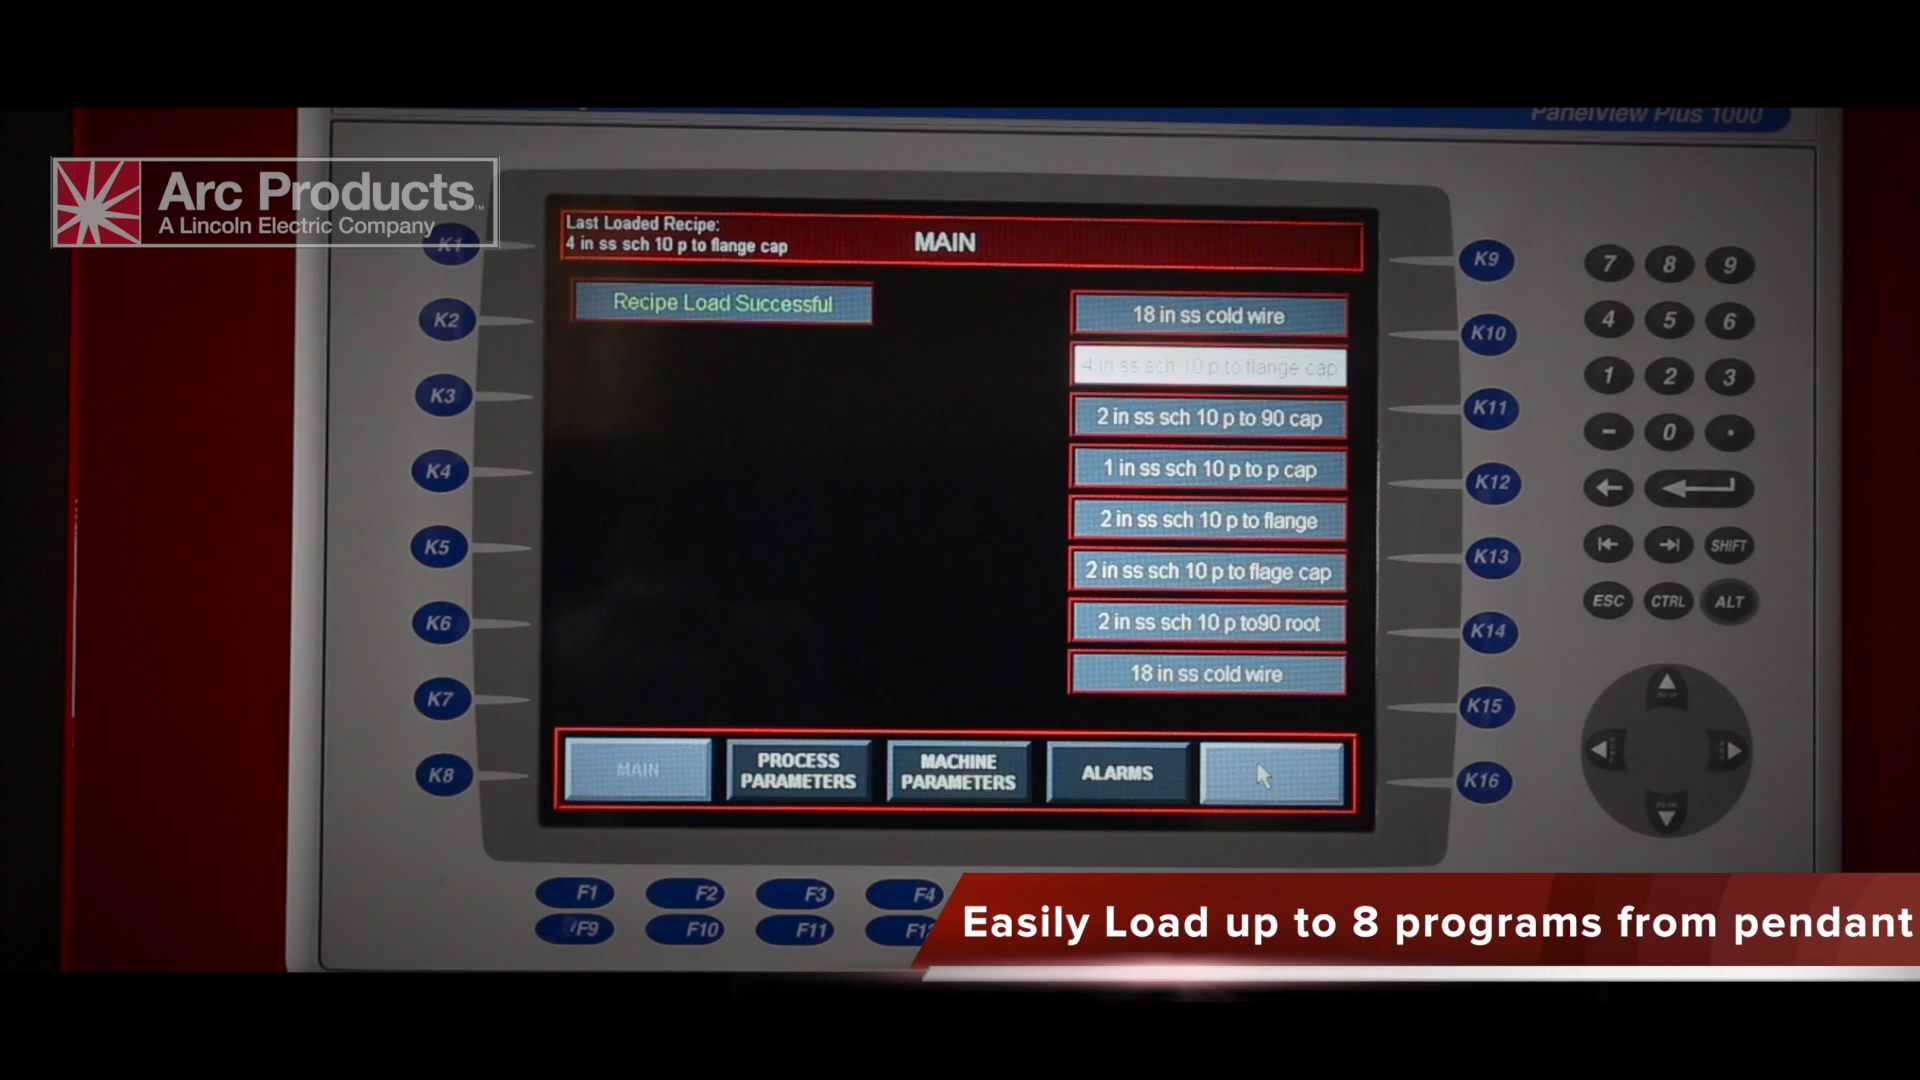 PanelView Plus 1000
Arc Products
A Lincoln Electric Company
Last Loaded Recipe:
4 in ss sch 10 p to flange cap
MAIN
Recipe Load Successful
18 in ss cold wire
4 in ss sch 10 p to flange cap
2 in ss sch 10 p to 90 cap
1 in ss sch 10 p to p cap
2 in ss sch 10 p to flange
2 in ss sch 10 p to flage cap
2 in ss sch 10 p to90 root
18 in ss cold wire
MAIN
PROCESS
PARAMETERS
MACHINE
PARAMETERS
ALARMS
K1
K2
K3
K4
K5
K6
K7
K8
K9
K10
K11
K12
K13
K14
K15
K16
7 8 9
4 5 6
1 2 3
- 0 .
SHIFT
ESC CTRL ALT
F1 F2 F3 F4
F9 F10 F11
Easily Load up to 8 programs from pendant